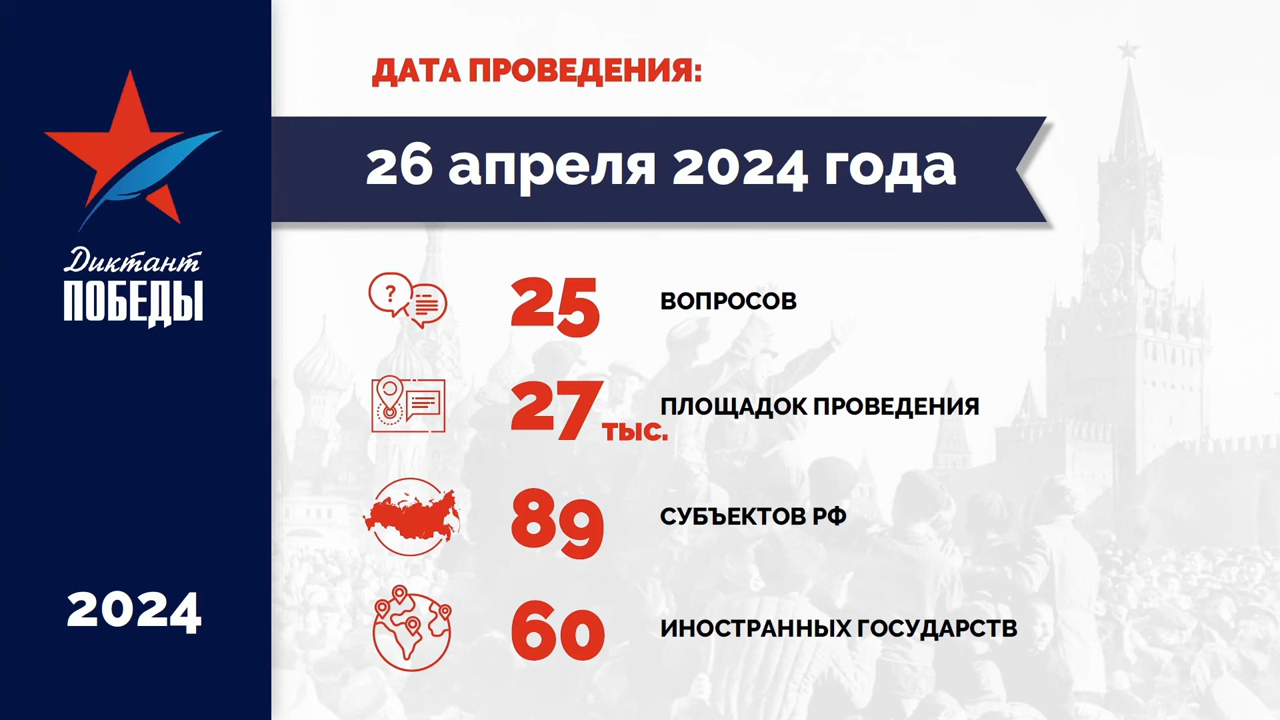 ДАТА ПРОВЕДЕНИЯ:
26 апреля 2024 года
Диктант
ПОБЕДЫ
2024
? 25 ВОПРОСОВ
27 ТЫС. ПЛОЩАДОК ПРОВЕДЕНИЯ
89 СУБЪЕКТОВ РФ
60 ИНОСТРАННЫХ ГОСУДАРСТВ